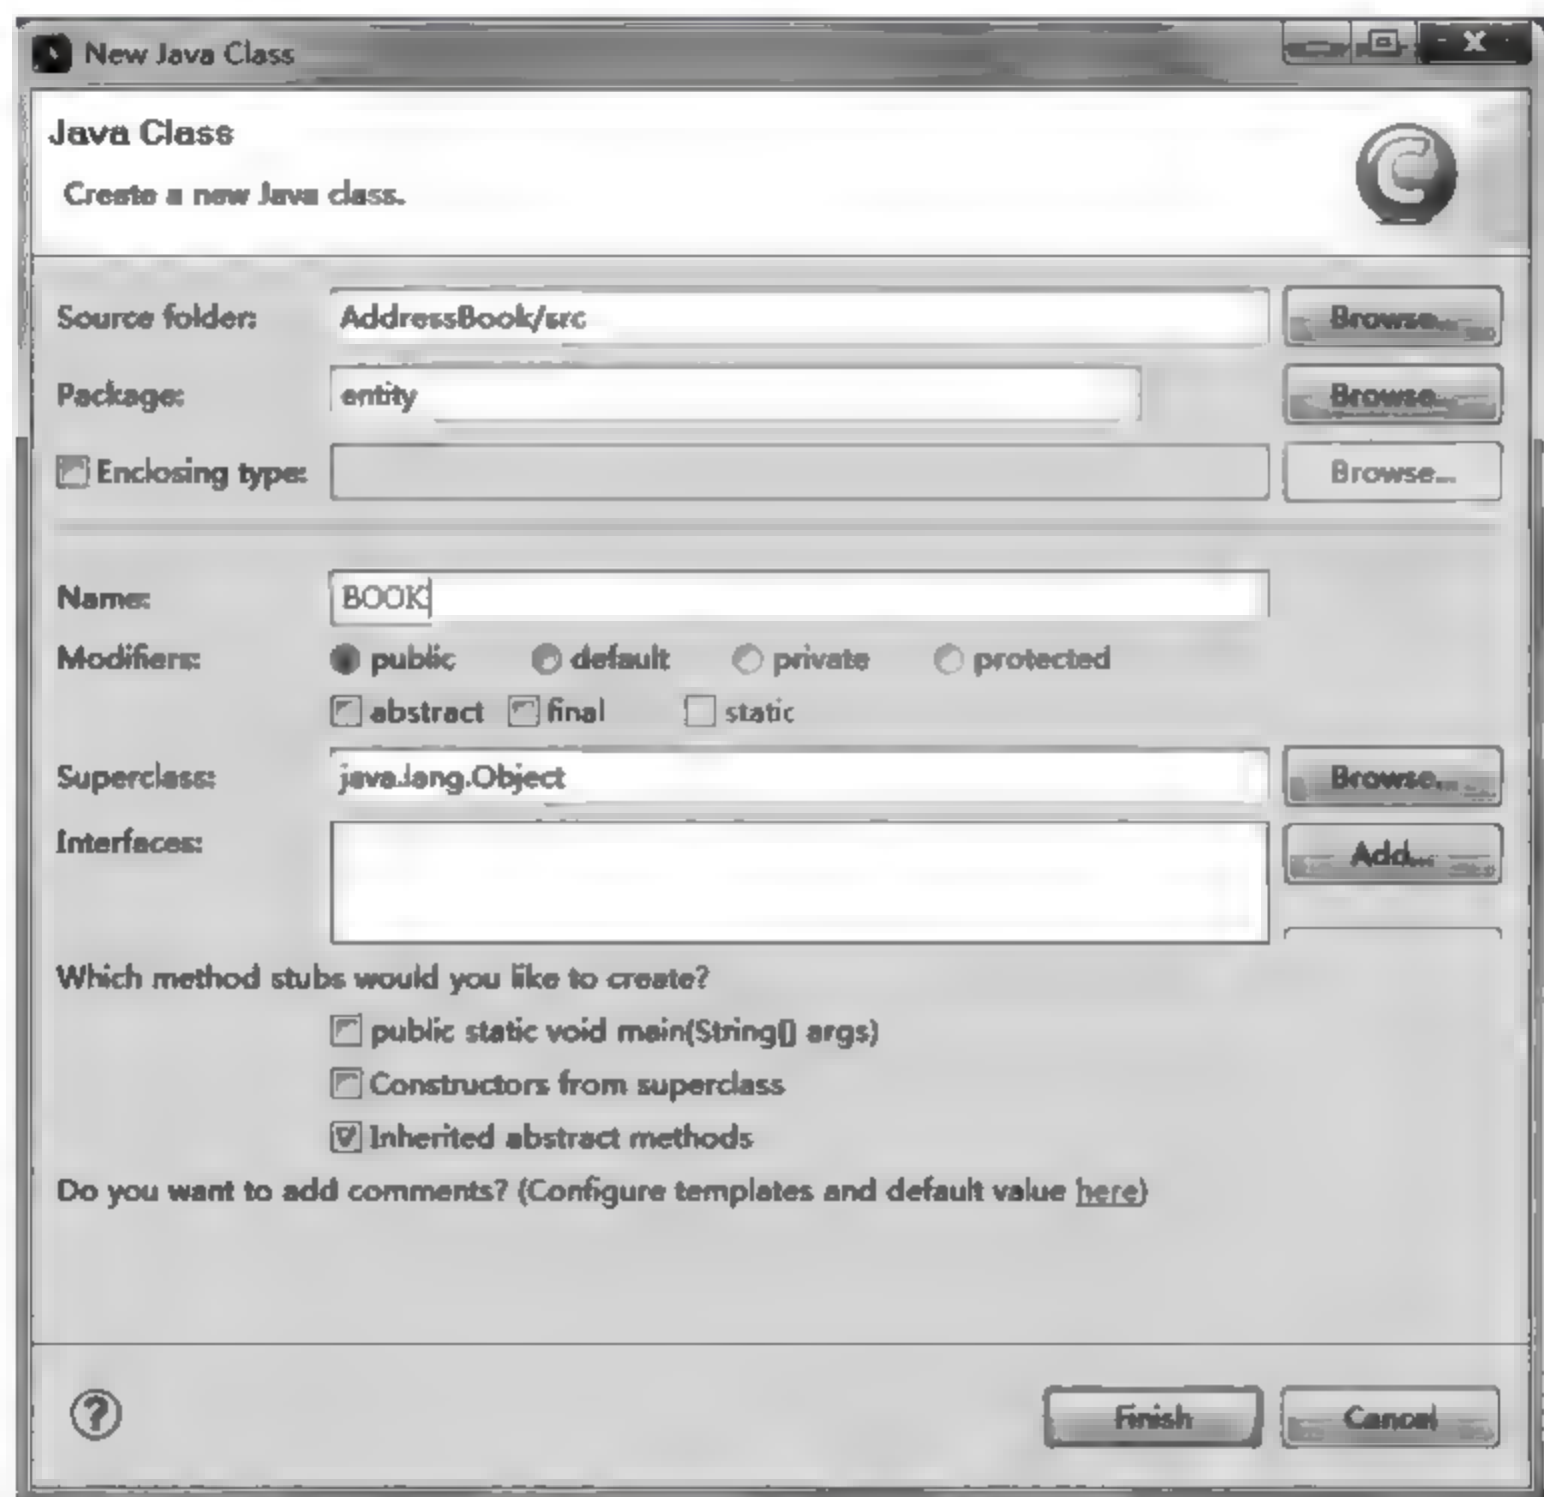 New Java Class
Java Class
Create a new Java class.
Source folder: AddressBook/src Browse...
Package: entity Browse...
Enclosing type: Browse...
Name: BOOK
Modifiers: public default private protected
abstract final static
Superclass: java.lang.Object Browse...
Interfaces: Add...
Which method stubs would you like to create?
public static void main(String[] args)
Constructors from superclass
Inherited abstract methods
Do you want to add comments? (Configure templates and default value here)
Finish Cancel